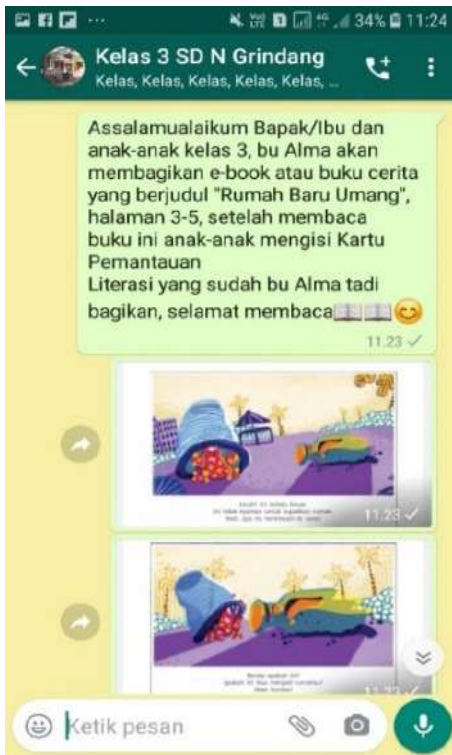 34% 11:24
Kelas 3 SD N Grindang
Kelas, Kelas, Kelas, Kelas, Kelas, ...
Assalamualaikum Bapak/Ibu dan
anak-anak kelas 3, bu Alma akan
membagikan e-book atau buku cerita
yang berjudul "Rumah Baru Umang",
halaman 3-5, setelah membaca
buku ini anak-anak mengisi Kartu
Pemantauan
Literasi yang sudah bu Alma tadi
bagikan, selamat membaca📖📖😊
11.23
11.23
11.23
Ketik pesan